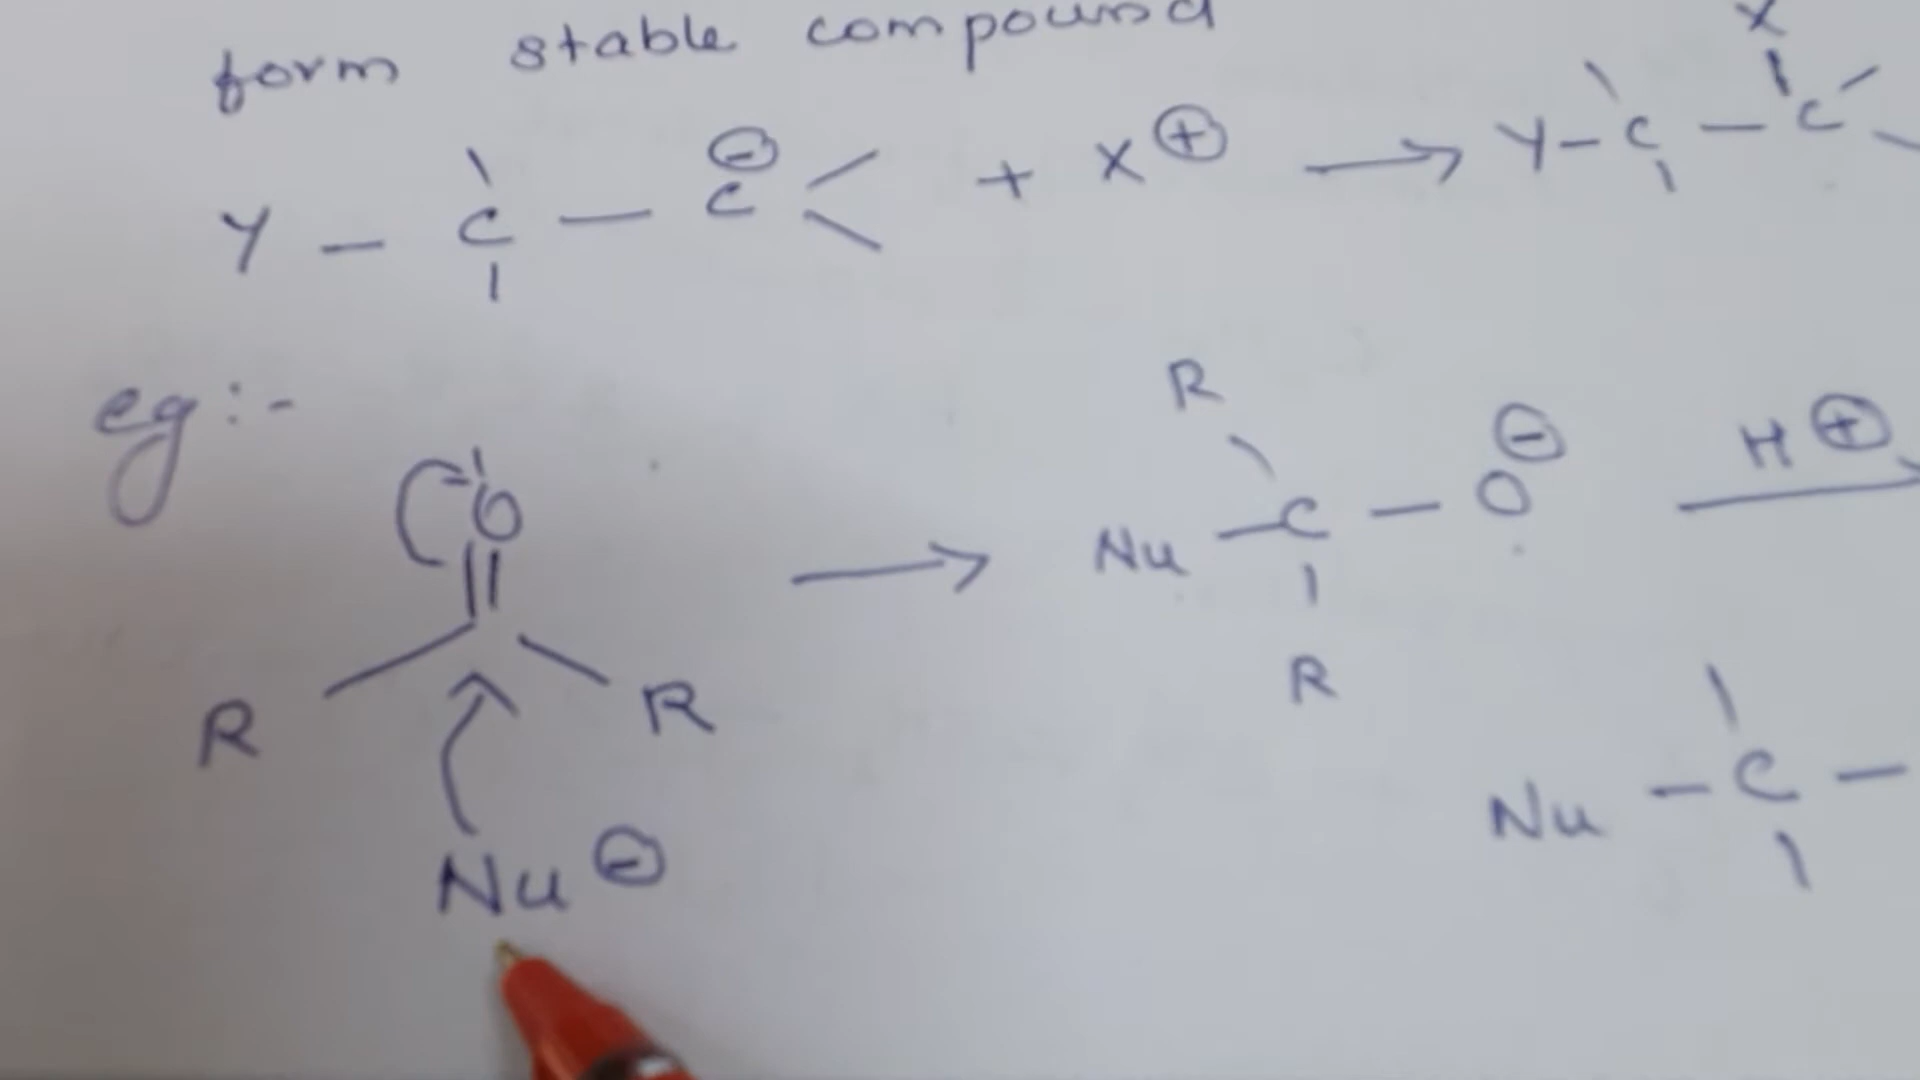 form stable compound
X
Y - C - C⊖ + X⊕ → Y - C - C
eg :-
R
O → Nu - C - O⊖ H⊕ →
R R R
Nu⊖ Nu - C -